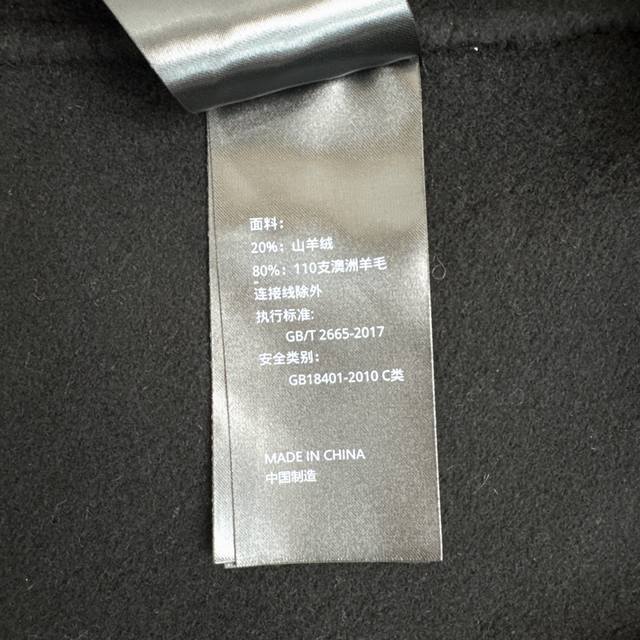 面料：
20%：山羊绒
80%：110支澳洲羊毛
连接线除外
执行标准:
GB/T 2665-2017
安全类别：
GB18401-2010 C类
MADE IN CHINA
中国制造